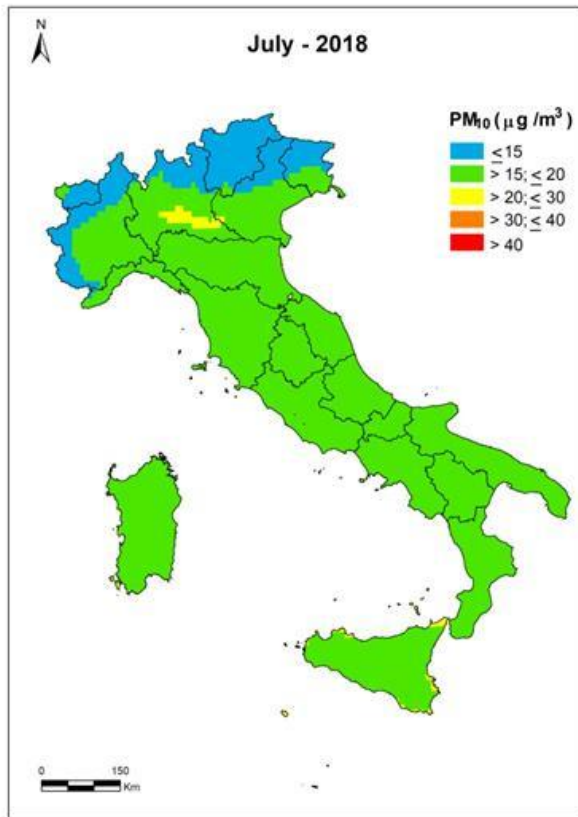 N
July - 2018
PM₁₀ ( μg /m³)
≤ 15
> 15; ≤ 20
> 20; ≤ 30
> 30; ≤ 40
> 40
0 150
Km